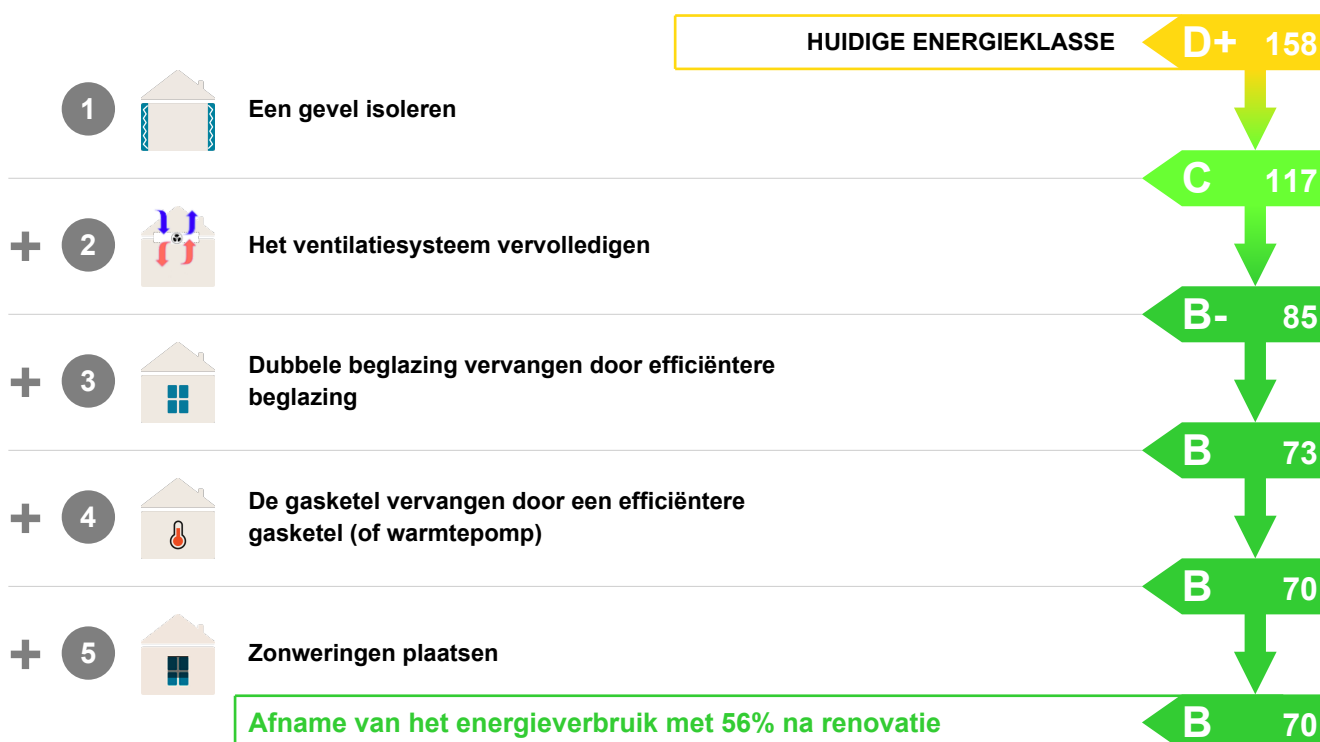 HUIDIGE ENERGIEKLASSE D+ 158
1 Een gevel isoleren
C 117
+ 2 Het ventilatiesysteem vervolledigen
B- 85
+ 3 Dubbele beglazing vervangen door efficiëntere
beglazing
B 73
+ 4 De gasketel vervangen door een efficiëntere
gasketel (of warmtepomp)
B 70
+ 5 Zonweringen plaatsen
Afname van het energieverbruik met 56% na renovatie B 70